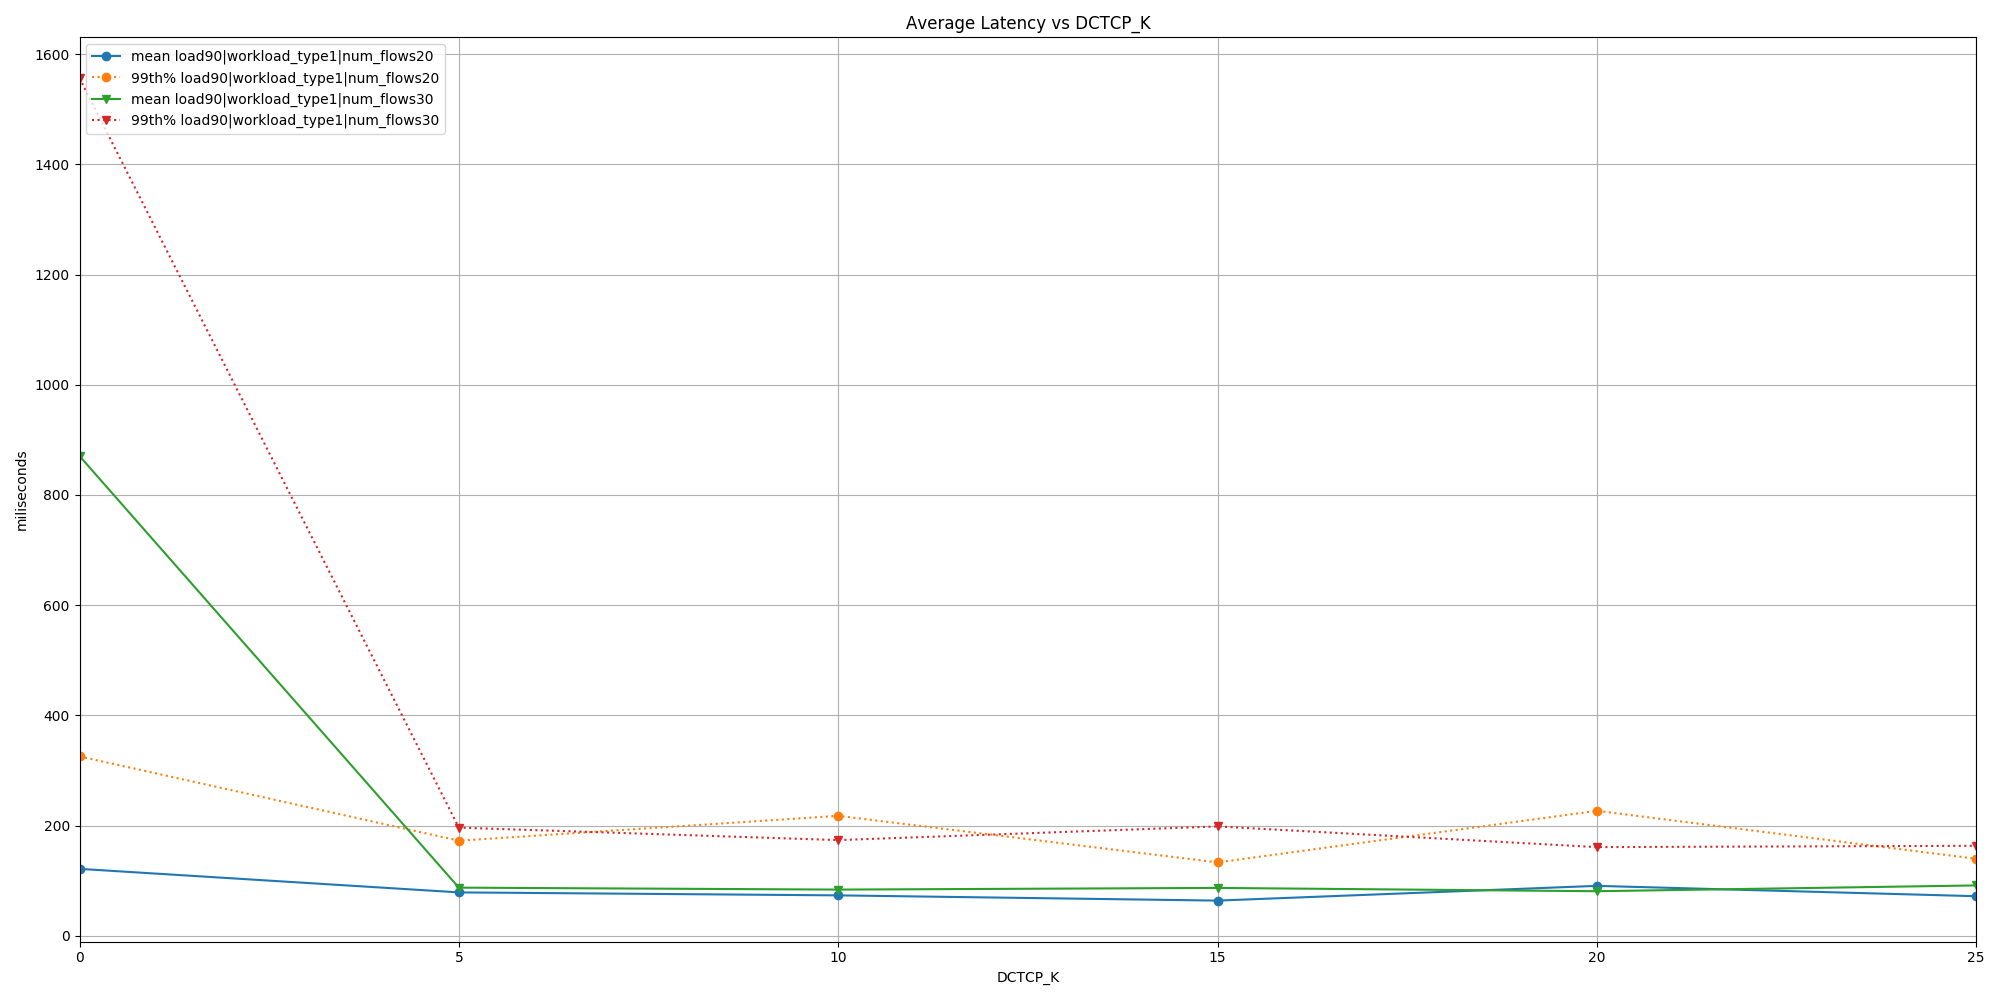 Average Latency vs DCTCP_K
mean load90|workload_type1|num_flows20
99th% load90|workload_type1|num_flows20
mean load90|workload_type1|num_flows30
99th% load90|workload_type1|num_flows30
1600
1400
1200
1000
800
600
400
200
0
miliseconds
0 5 10 15 20 25
DCTCP_K